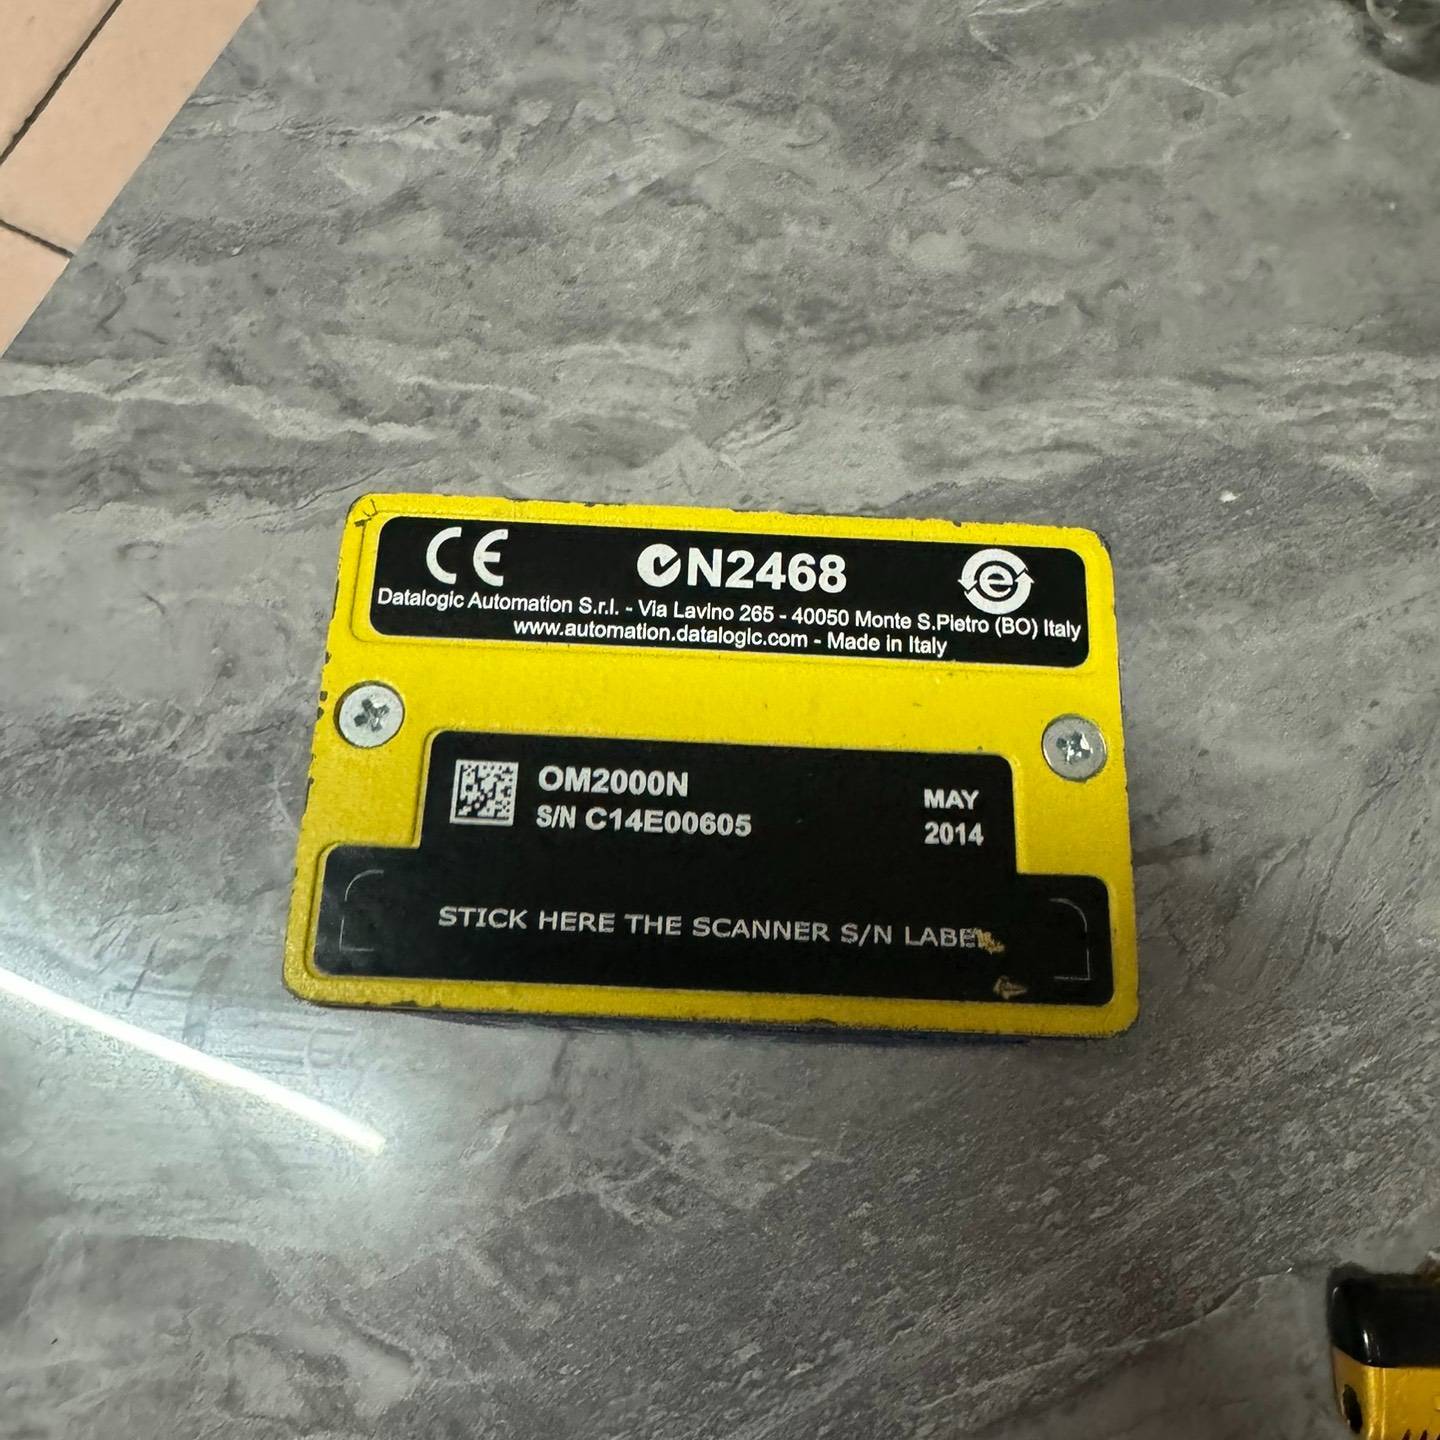 CE N2468
Datalogic Automation S.r.l. - Via Lavino 265 - 40050 Monte S.Pietro (BO) Italy
www.automation.datalogic.com - Made in Italy
OM2000N
S/N C14E00605
MAY
2014
STICK HERE THE SCANNER S/N LABEL